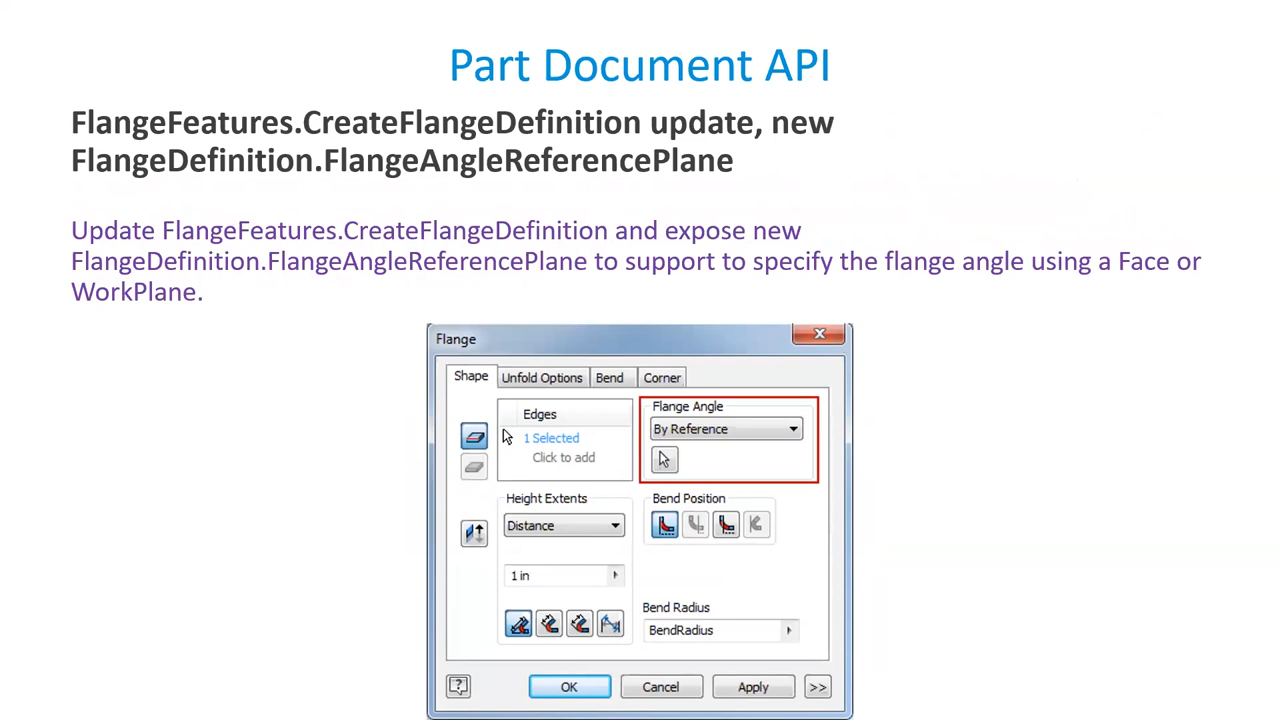 Part Document API
FlangeFeatures.CreateFlangeDefinition update, new
FlangeDefinition.FlangeAngleReferencePlane
Update FlangeFeatures.CreateFlangeDefinition and expose new
FlangeDefinition.FlangeAngleReferencePlane to support to specify the flange angle using a Face or
WorkPlane.
Flange
Shape
Unfold Options
Bend
Corner
Edges
1 Selected
Click to add
Flange Angle
By Reference
Height Extents
Distance
1 in
Bend Position
Bend Radius
BendRadius
OK
Cancel
Apply
>>